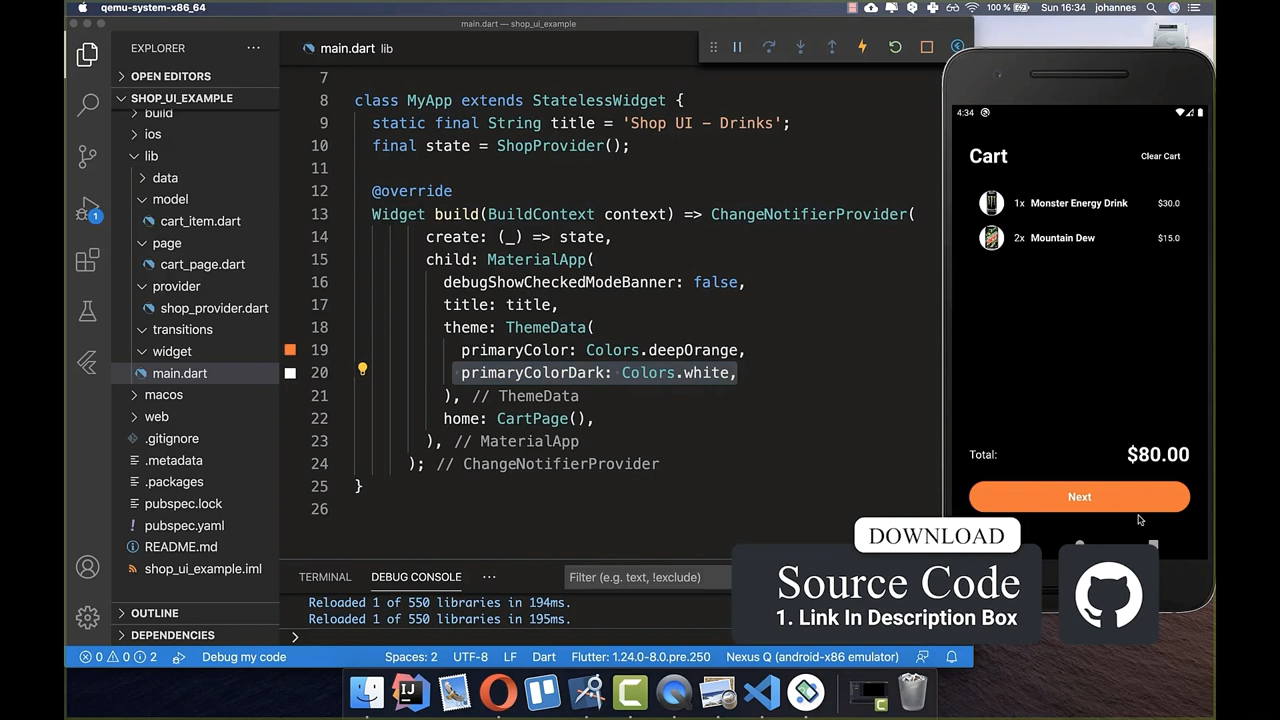 qemu-system-x86_64
100 %
Sun 16:34
johannes
main.dart — shop_ui_example
EXPLORER
OPEN EDITORS
SHOP_UI_EXAMPLE
build
ios
lib
data
model
cart_item.dart
page
cart_page.dart
provider
shop_provider.dart
transitions
widget
main.dart
macos
web
.gitignore
.metadata
.packages
pubspec.lock
pubspec.yaml
README.md
shop_ui_example.iml
OUTLINE
DEPENDENCIES
1
main.dart lib
7
8 class MyApp extends StatelessWidget {
9 static final String title = 'Shop UI - Drinks';
10 final state = ShopProvider();
11
12 @override
13 Widget build(BuildContext context) => ChangeNotifierProvider(
14 create: (_) => state,
15 child: MaterialApp(
16 debugShowCheckedModeBanner: false,
17 title: title,
18 theme: ThemeData(
19 primaryColor: Colors.deepOrange,
20 primaryColorDark: Colors.white,
21 ), // ThemeData
22 home: CartPage(),
23 ), // MaterialApp
24 ); // ChangeNotifierProvider
25 }
26
TERMINAL
DEBUG CONSOLE
Filter (e.g. text, !exclude)
Reloaded 1 of 550 libraries in 194ms.
Reloaded 1 of 550 libraries in 195ms.
0 0 2
Debug my code
Spaces: 2
UTF-8
LF
Dart
Flutter: 1.24.0-8.0.pre.250
Nexus Q (android-x86 emulator)
4:34
Cart
Clear Cart
1x Monster Energy Drink $30.0
2x Mountain Dew $15.0
Total: $80.00
Next
DOWNLOAD
Source Code
1. Link In Description Box